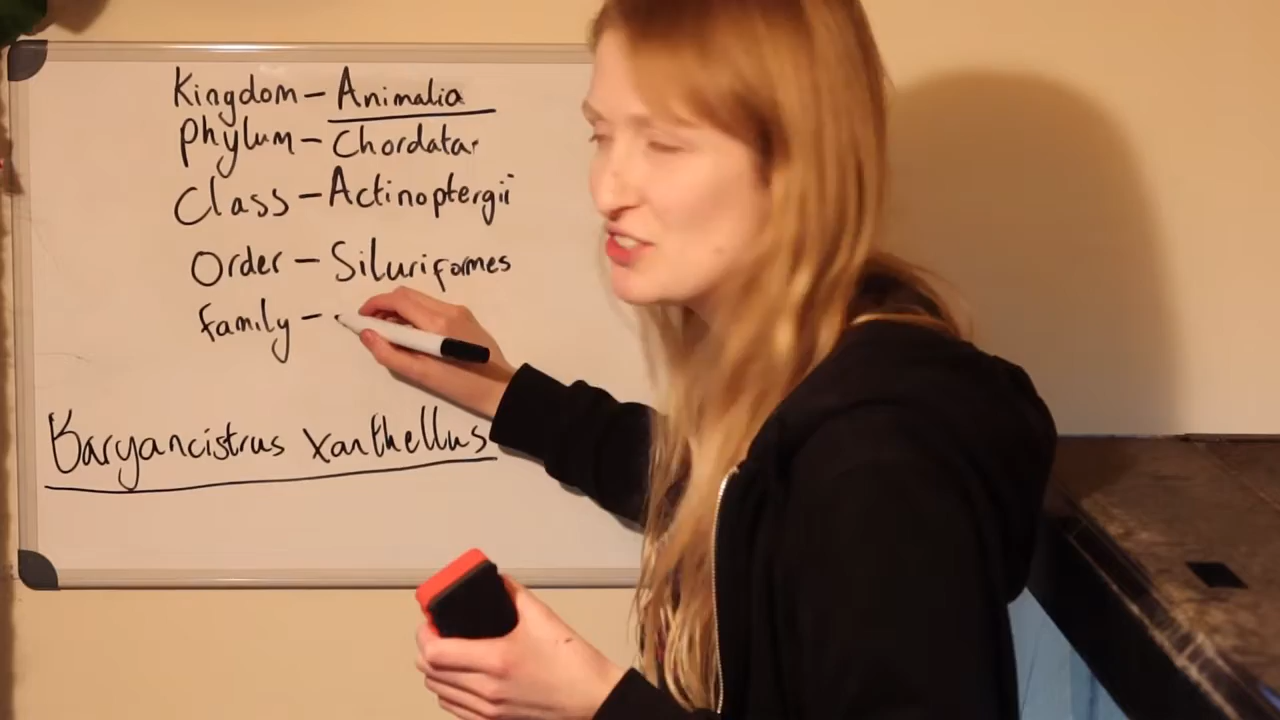 Kingdom - Animalia
Phylum - Chordata
Class - Actinoptergii
Order - Siluriformes
family -
Baryancistrus xanthellus